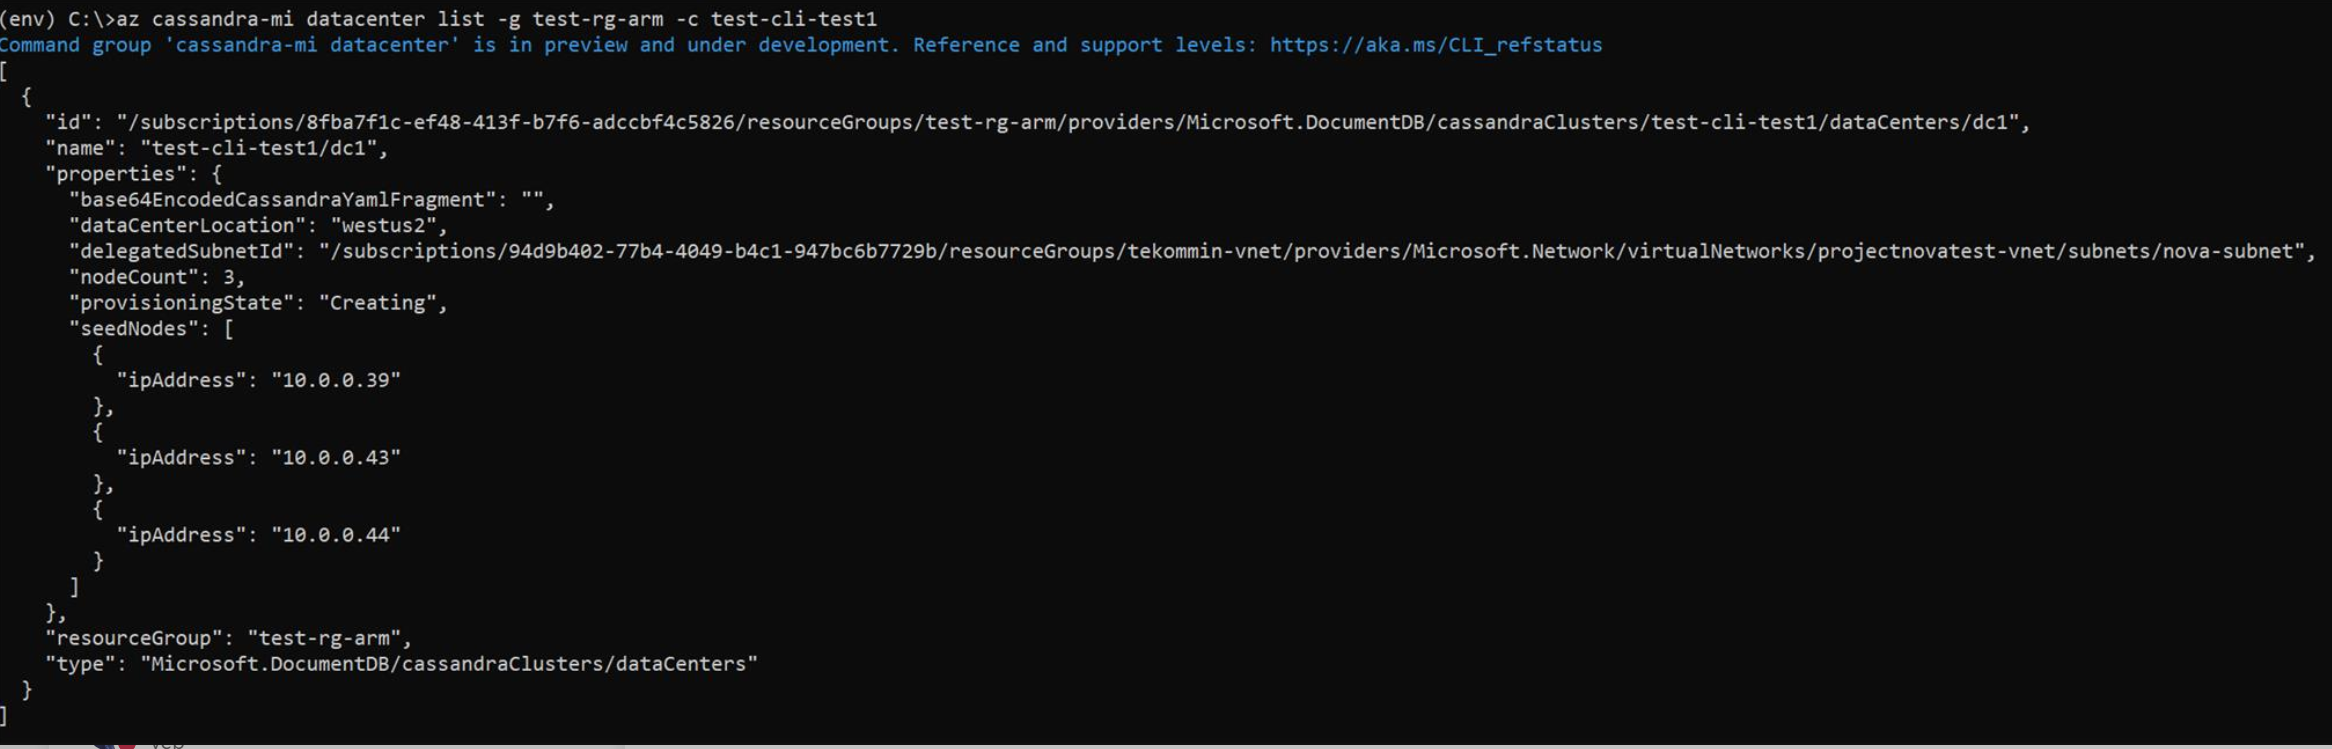 (env) C:\>az cassandra-mi datacenter list -g test-rg-arm -c test-cli-test1
Command group 'cassandra-mi datacenter' is in preview and under development. Reference and support levels: https://aka.ms/CLI_refstatus
[
  {
    "id": "/subscriptions/8fba7f1c-ef48-413f-b7f6-adccbf4c5826/resourceGroups/test-rg-arm/providers/Microsoft.DocumentDB/cassandraClusters/test-cli-test1/dataCenters/dc1",
    "name": "test-cli-test1/dc1",
    "properties": {
      "base64EncodedCassandraYamlFragment": "",
      "dataCenterLocation": "westus2",
      "delegatedSubnetId": "/subscriptions/94d9b402-77b4-4049-b4c1-947bc6b7729b/resourceGroups/tekommin-vnet/providers/Microsoft.Network/virtualNetworks/projectnovatest-vnet/subnets/nova-subnet",
      "nodeCount": 3,
      "provisioningState": "Creating",
      "seedNodes": [
        {
          "ipAddress": "10.0.0.39"
        },
        {
          "ipAddress": "10.0.0.43"
        },
        {
          "ipAddress": "10.0.0.44"
        }
      ]
    },
    "resourceGroup": "test-rg-arm",
    "type": "Microsoft.DocumentDB/cassandraClusters/dataCenters"
  }
]